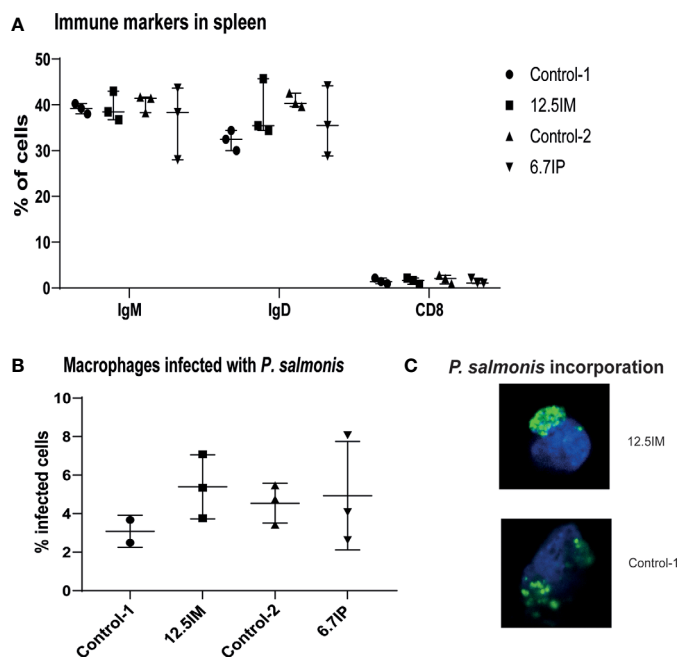 A
Immune markers in spleen
% of cells
50
40
30
20
10
0
IgM IgD CD8
Control-1
12.5IM
Control-2
6.7IP
B
Macrophages infected with P. salmonis
% infected cells
10
8
6
4
2
0
Control-1 12.5IM Control-2 6.7IP
C
P. salmonis incorporation
12.5IM
Control-1